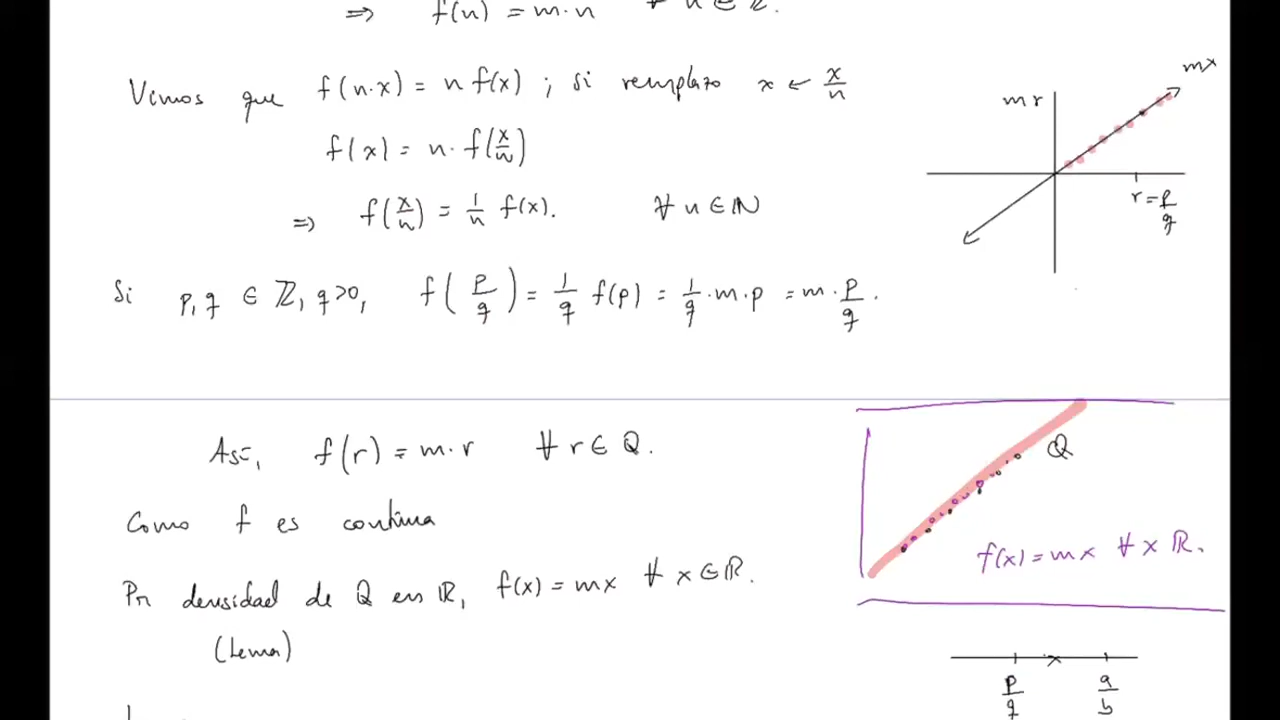 ⇒ f(n) = m·n ∀ n ∈ ℤ.
Vimos que f(n·x) = n f(x) ; si remplazo x ← x/n
f(x) = n· f(x/n)
⇒ f(x/n) = 1/n f(x). ∀ n ∈ ℕ
Si p, q ∈ ℤ, q>0, f(p/q) = 1/q f(p) = 1/q · m · p = m · p/q.
mx
m r
r = p/q
Así, f(r) = m·r ∀ r ∈ ℚ.
Como f es continua
Por densidad de ℚ en ℝ, f(x) = mx ∀ x ∈ ℝ.
(Lema)
ℚ
f(x) = mx ∀ x ℝ.
p/q x a/b